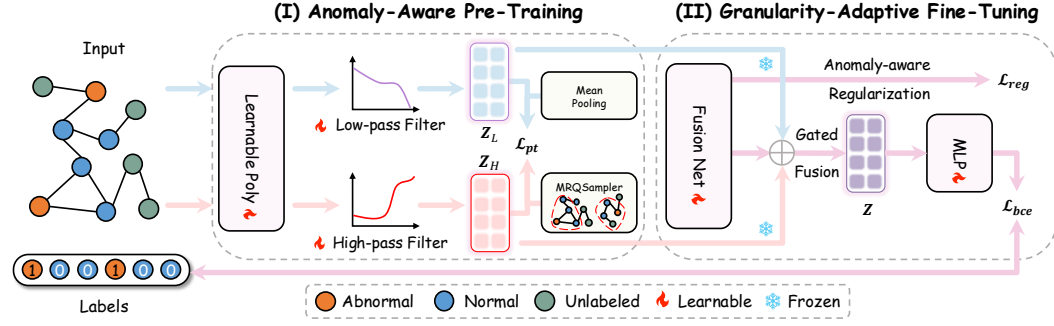 (I) Anomaly-Aware Pre-Training
(II) Granularity-Adaptive Fine-Tuning
Input
Learnable Poly
Low-pass Filter
High-pass Filter
Z_L
Z_H
ℒ_pt
Mean
Pooling
MRQSampler
Fusion Net
Anomaly-aware
Regularization
ℒ_reg
Gated
Fusion
Z
MLP
ℒ_bce
1 0 0 1 0 0
Labels
Abnormal
Normal
Unlabeled
Learnable
Frozen